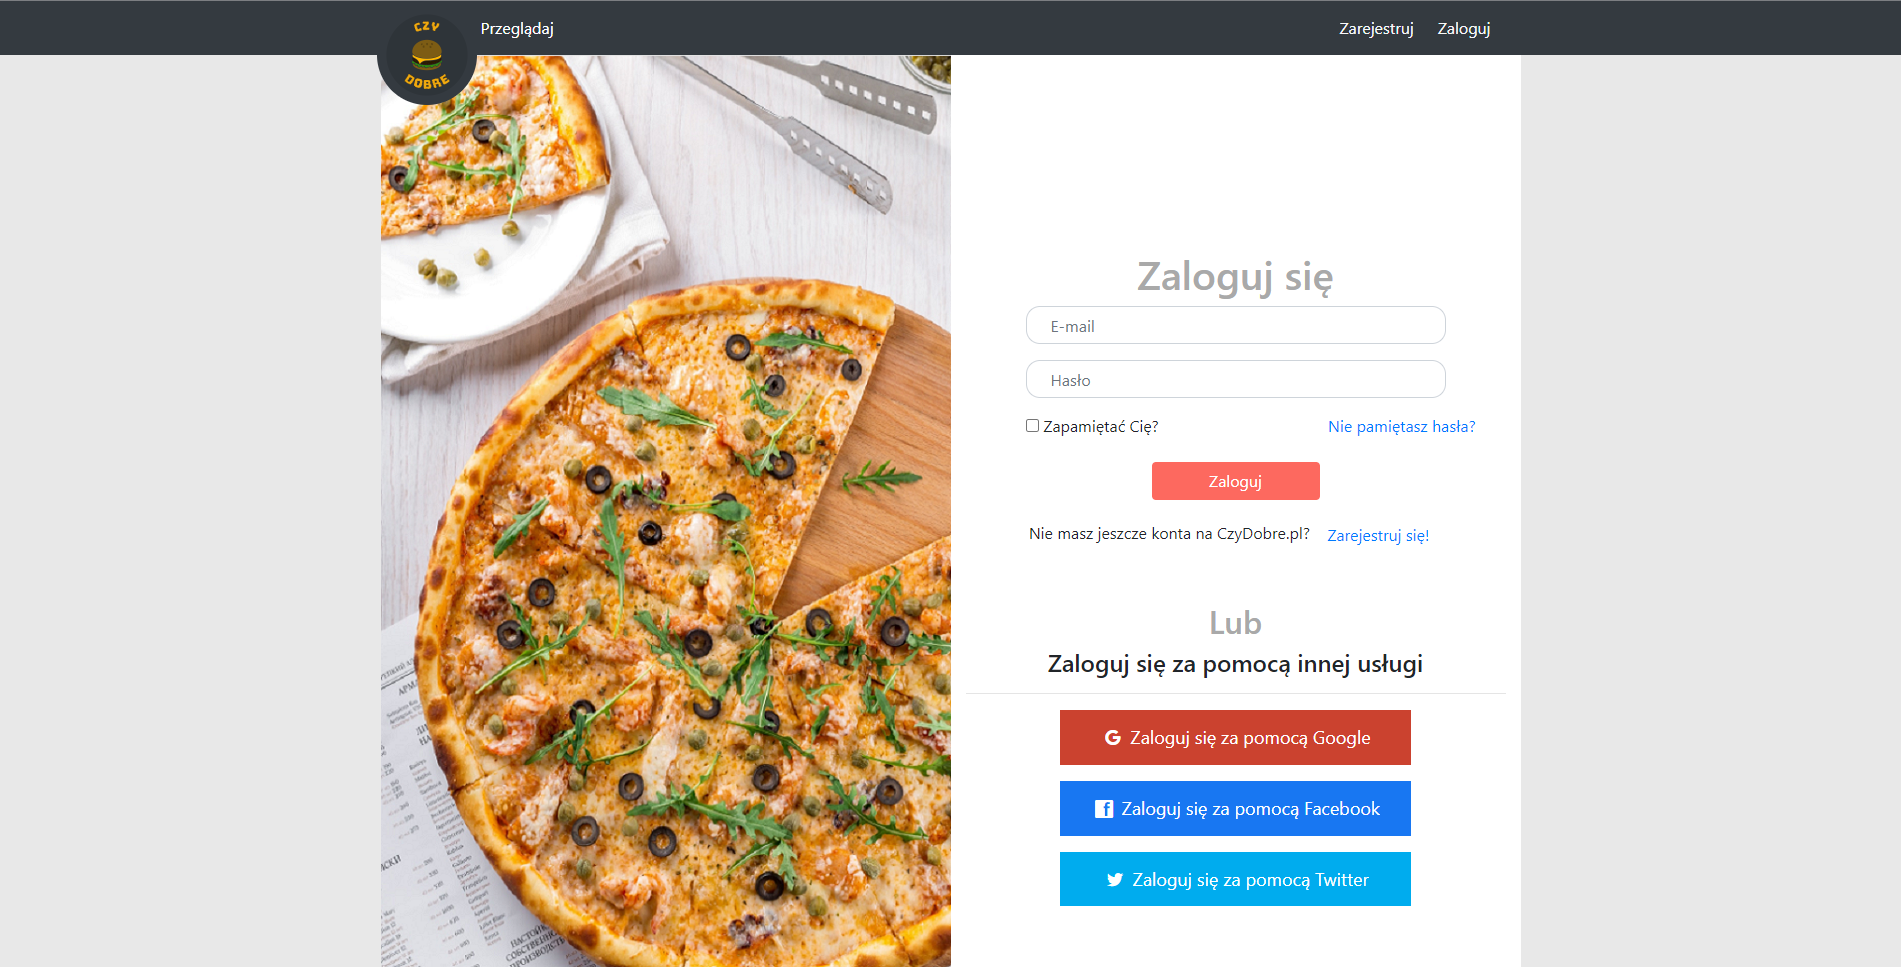 CZY
DOBRE
Przeglądaj
Zarejestruj
Zaloguj
Zaloguj się
E-mail
Hasło
Zapamiętać Cię?
Nie pamiętasz hasła?
Zaloguj
Nie masz jeszcze konta na CzyDobre.pl?
Zarejestruj się!
Lub
Zaloguj się za pomocą innej usługi
Zaloguj się za pomocą Google
Zaloguj się za pomocą Facebook
Zaloguj się za pomocą Twitter